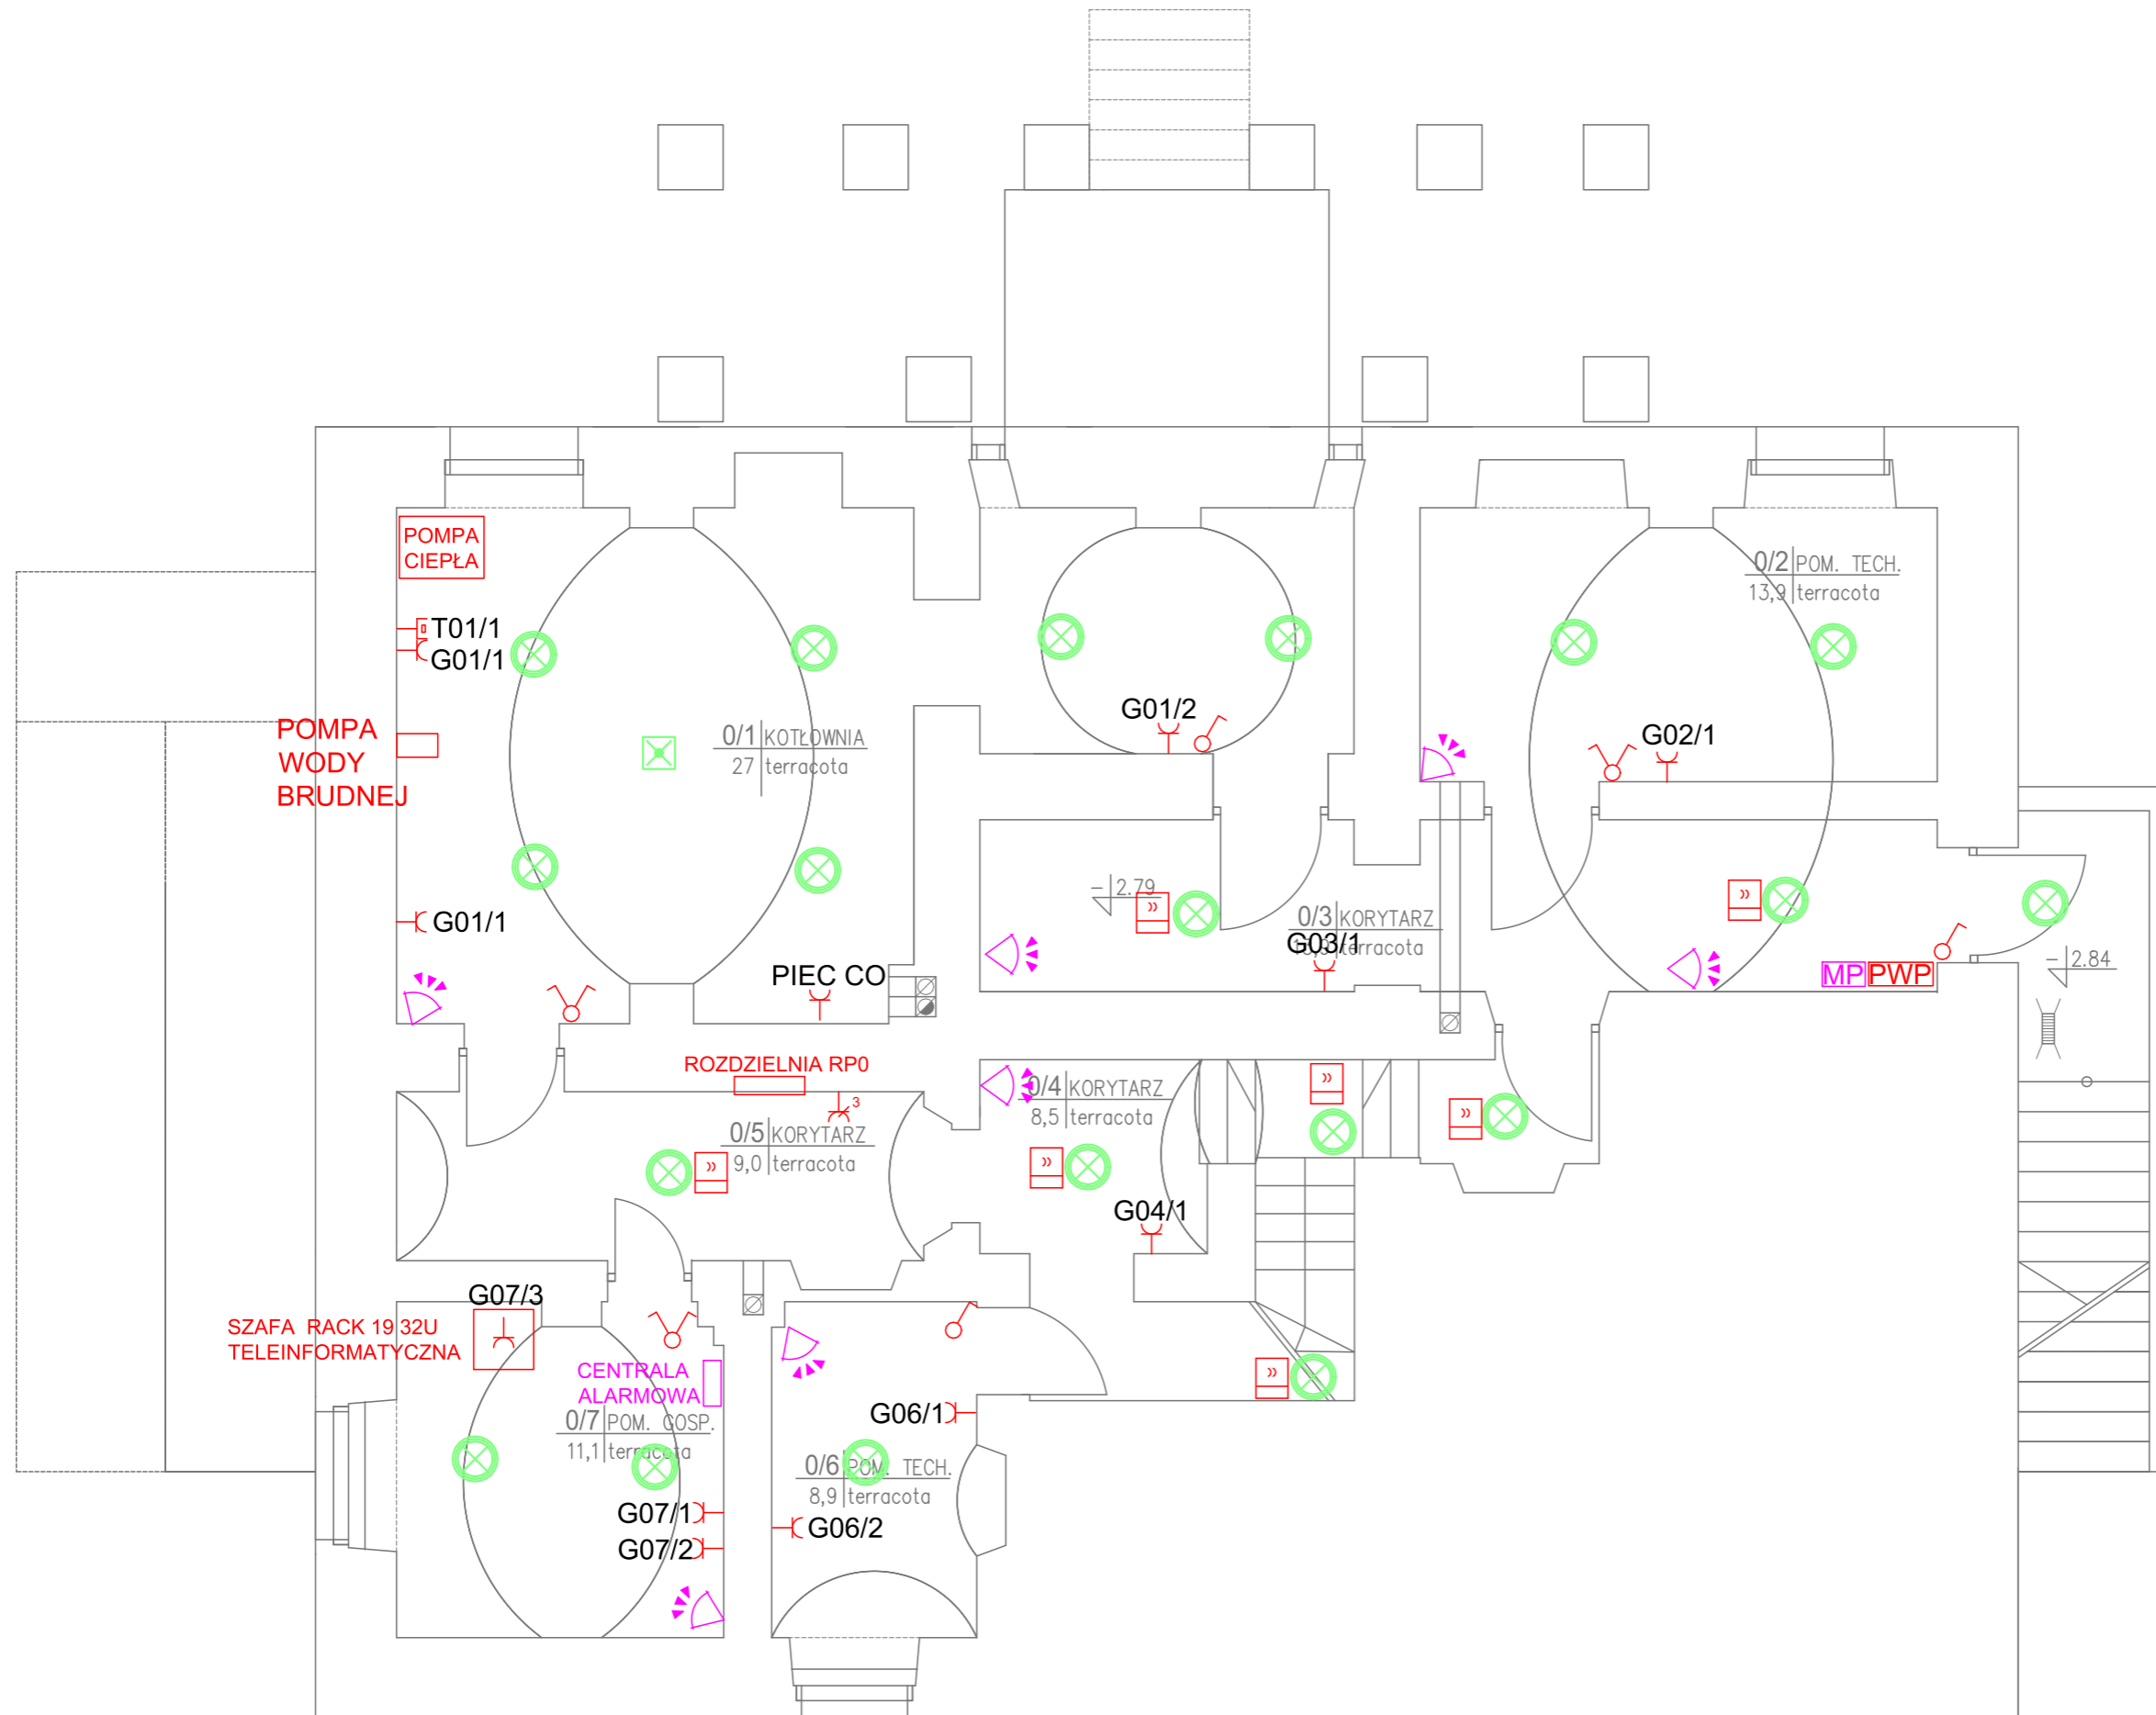 POMPA
CIEPŁA
0/2 POM. TECH.
13,9 terracota
T01/1
G01/1
G01/2
POMPA
WODY
BRUDNEJ
0/1 KOTŁOWNIA
27 terracota
G02/1
- 2.79
0/3 KORYTARZ
terracota
G03/1
G01/1
PIEC CO
MP PWP
- 2.84
ROZDZIELNIA RP0
3
0/4 KORYTARZ
8,5 terracota
0/5 KORYTARZ
9,0 terracota
G04/1
G07/3
SZAFA RACK 19 32U
TELEINFORMATYCZNA
CENTRALA
ALARMOWA
0/7 POM. GOSP.
11,1 terracota
G06/1
0/6 POM. TECH.
8,9 terracota
G07/1
G06/2
G07/2